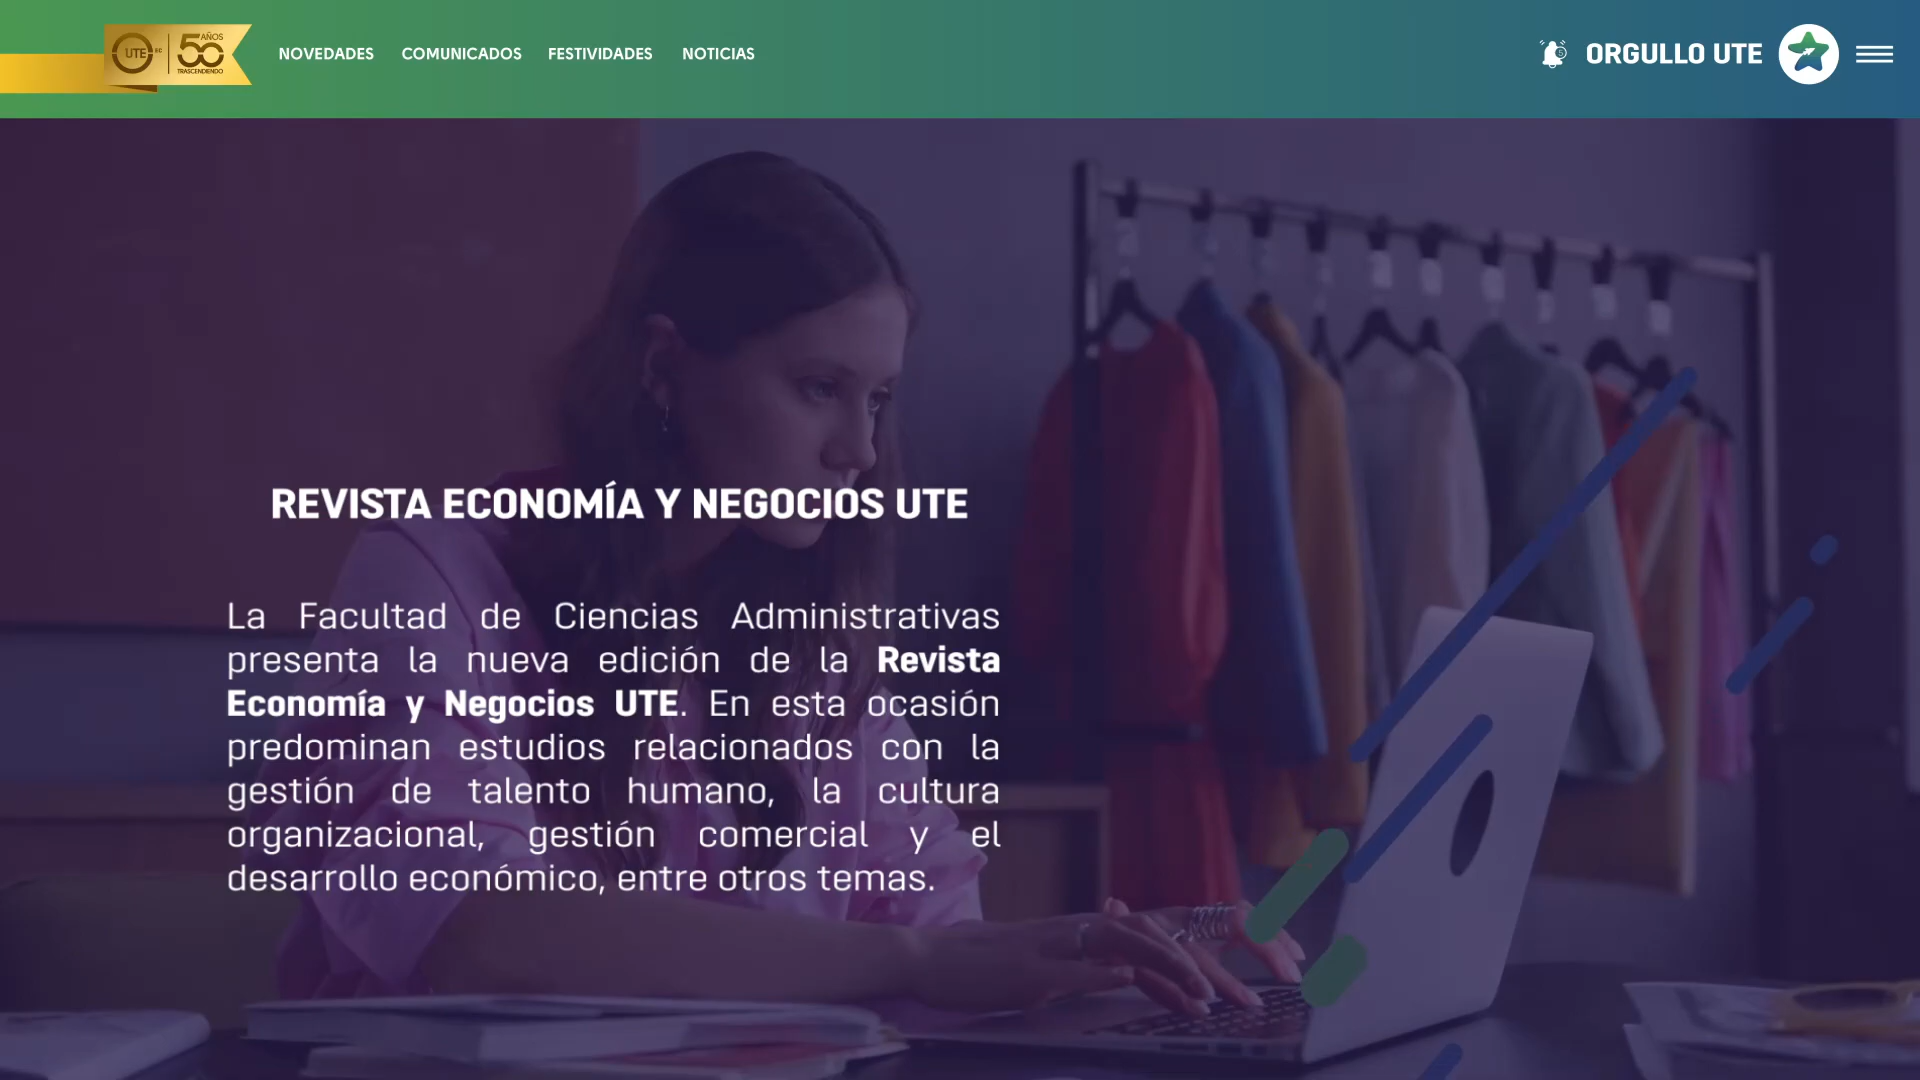 UTE EC
50 AÑOS
TRASCENDIENDO
NOVEDADES
COMUNICADOS
FESTIVIDADES
NOTICIAS
5
ORGULLO UTE
REVISTA ECONOMÍA Y NEGOCIOS UTE
La Facultad de Ciencias Administrativas
presenta la nueva edición de la Revista
Economía y Negocios UTE. En esta ocasión
predominan estudios relacionados con la
gestión de talento humano, la cultura
organizacional, gestión comercial y el
desarrollo económico, entre otros temas.